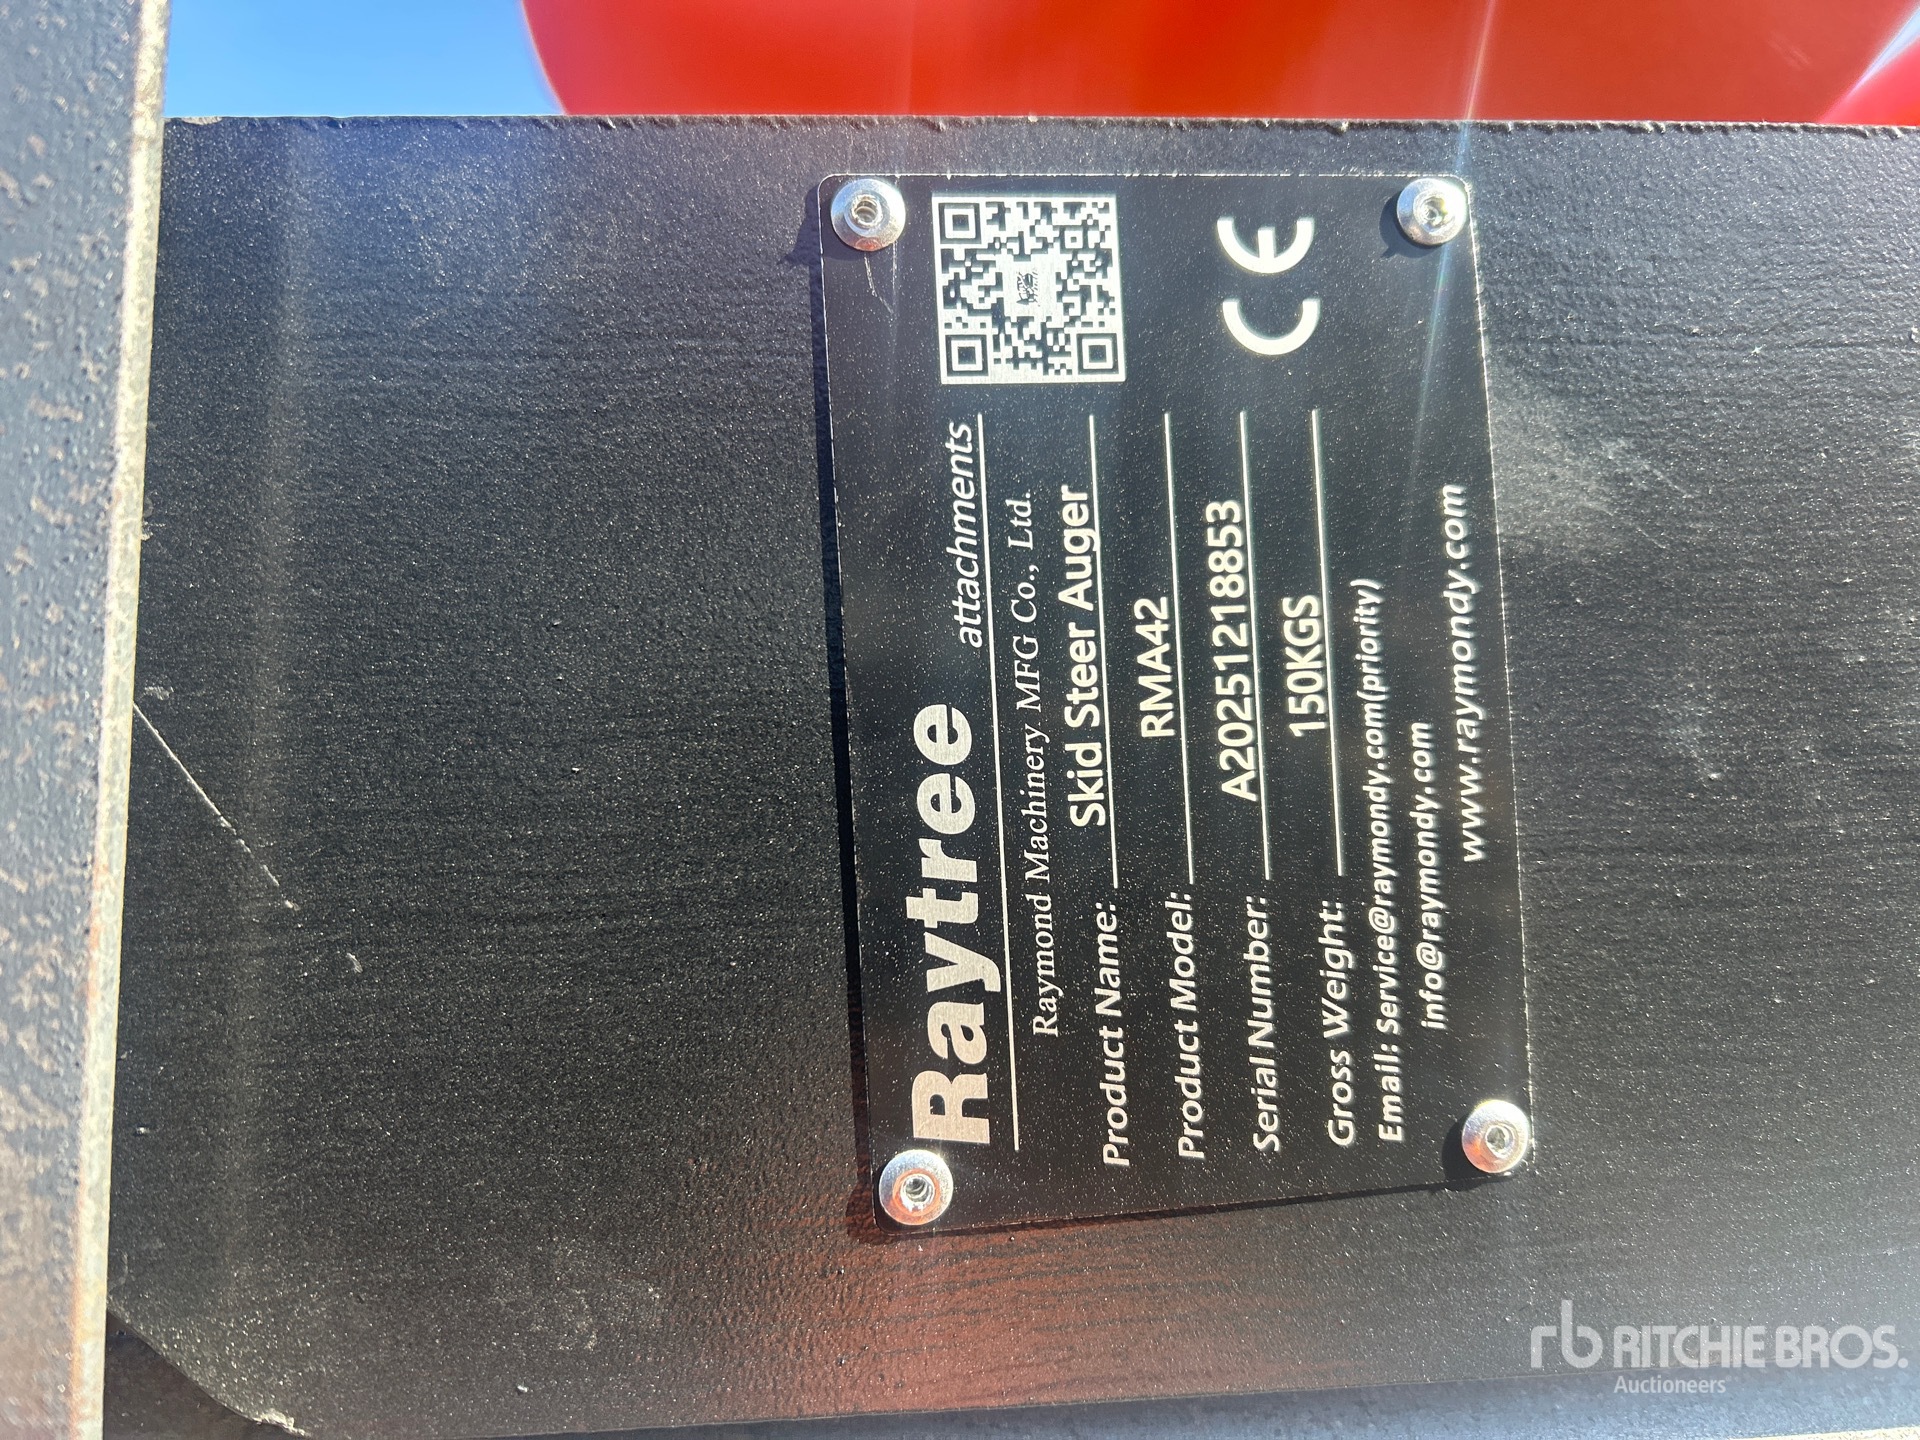 Raytree attachments
Raymond Machinery MFG Co., Ltd.
Product Name: Skid Steer Auger
Product Model: RMA42
Serial Number: A20251218853
Gross Weight: 150KGS
Email: Service@raymondy.com(priority)
info@raymondy.com
www.raymondy.com
CE
rb RITCHIE BROS.
Auctioneers